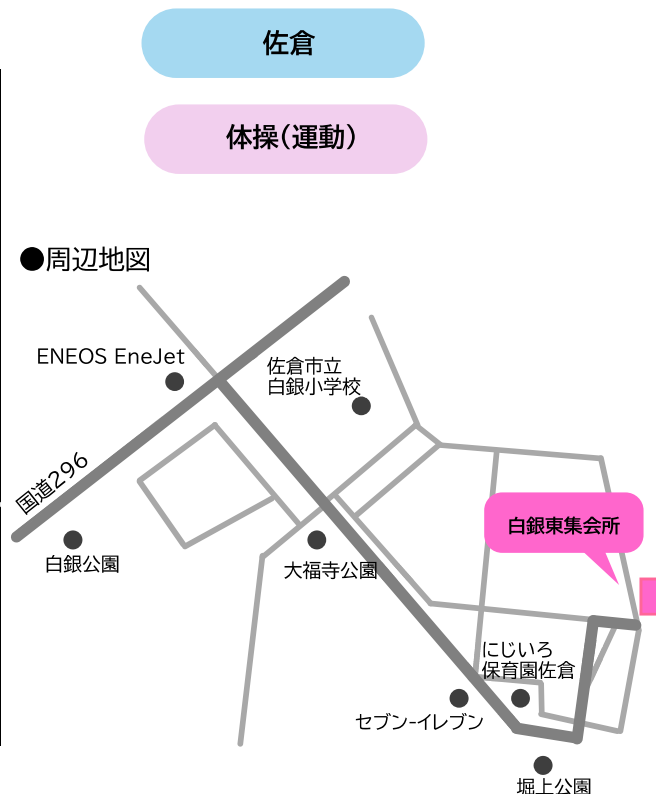 佐倉
体操(運動)
●周辺地図
ENEOS EneJet
佐倉市立
白銀小学校
国道296
白銀東集会所
白銀公園
大福寺公園
にじいろ
保育園佐倉
セブン-イレブン
堀上公園